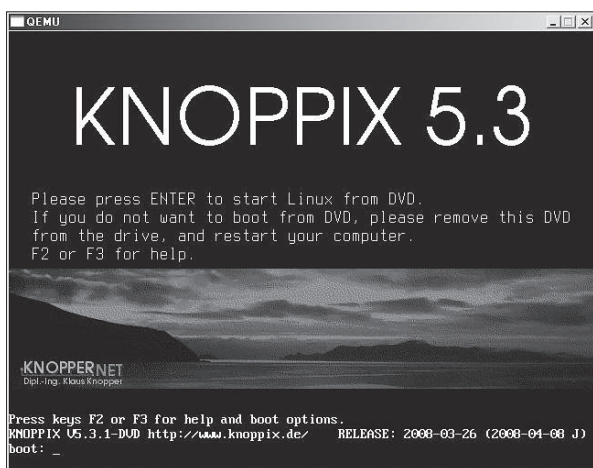 QEMU
KNOPPIX 5.3
Please press ENTER to start Linux from DVD.
If you do not want to boot from DVD, please remove this DVD
from the drive, and restart your computer.
F2 or F3 for help.
KNOPPERNET
Dipl.-Ing. Klaus Knopper
Press keys F2 or F3 for help and boot options.
KNOPPIX V5.3.1-DVD http://www.knoppix.de/ RELEASE: 2008-03-26 (2008-04-08 J)
boot: _